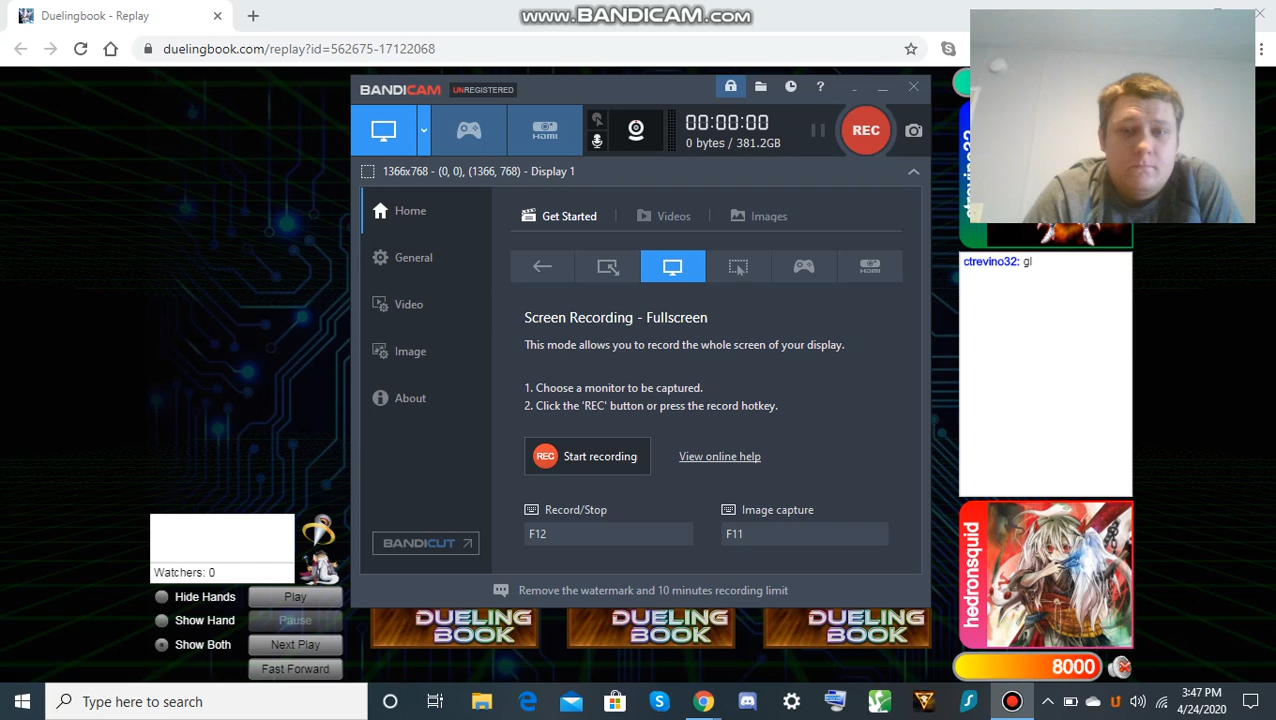 Duelingbook - Replay
www.BANDICAM.com
duelingbook.com/replay?id=562675-17122068
BANDICAM UNREGISTERED
HDMI
00:00:00
0 bytes / 381.2GB
REC
1366x768 - (0, 0), (1366, 768) - Display 1
Home
General
Video
Image
About
BANDICUT
Get Started
Videos
Images
HDMI
Screen Recording - Fullscreen
This mode allows you to record the whole screen of your display.
1. Choose a monitor to be captured.
2. Click the 'REC' button or press the record hotkey.
REC Start recording
View online help
Record/Stop
F12
Image capture
F11
Remove the watermark and 10 minutes recording limit
ctrevino32
ctrevino32: gl
hedronsquid
8000
Watchers: 0
Hide Hands
Show Hand
Show Both
Play
Pause
Next Play
Fast Forward
DUELING BOOK
DUELING BOOK
DUELING BOOK
Type here to search
3:47 PM
4/24/2020